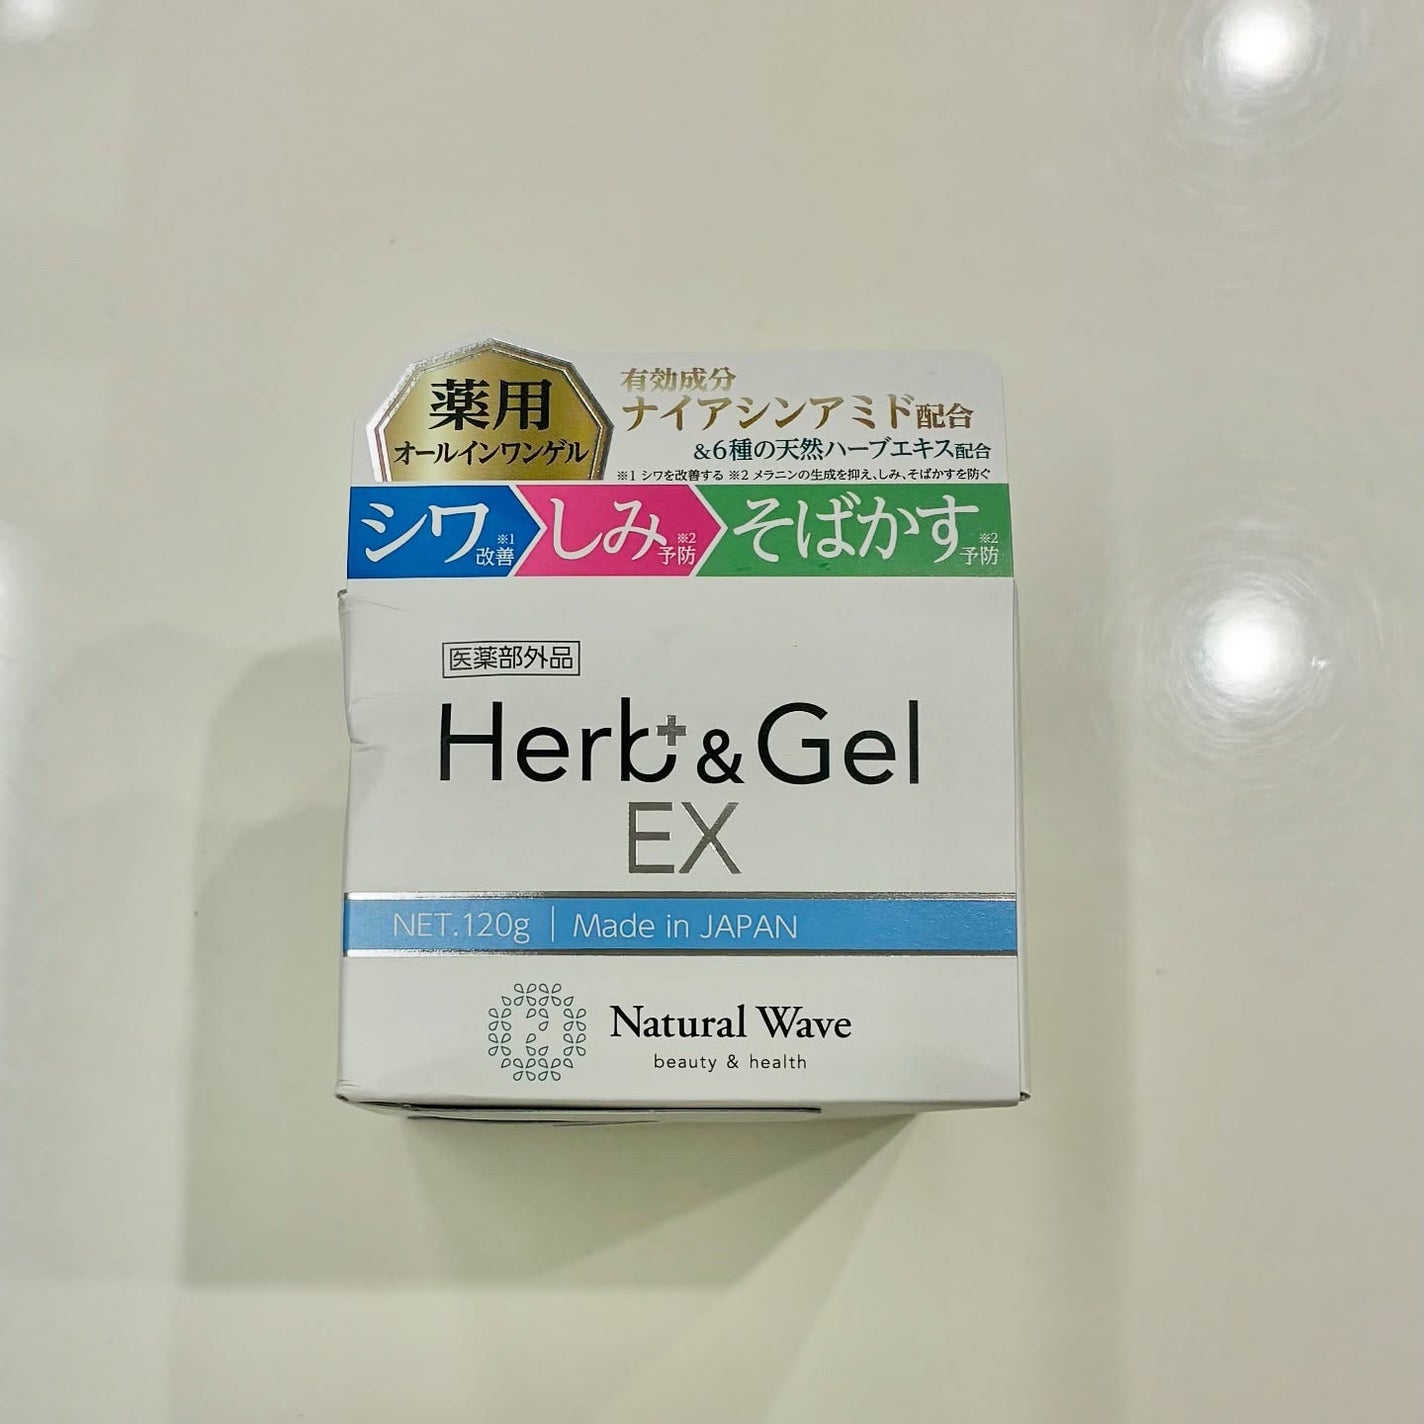 薬用
オールインワンゲル
有効成分
ナイアシンアミド配合
&6種の天然ハーブエキス配合
※1 シワを改善する ※2 メラニンの生成を抑え、しみ、そばかすを防ぐ
シワ※1改善 しみ※2予防 そばかす※2予防
医薬部外品
Herb+&Gel
EX
NET.120g | Made in JAPAN
Natural Wave
beauty & health